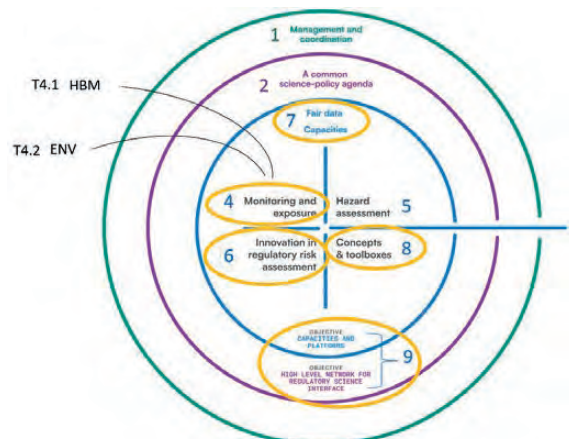 1 Management and
coordination
T4.1 HBM
2 A common
science-policy agenda
T4.2 ENV
7 Fair data
Capacities
4 Monitoring and
exposure
Hazard 5
assessment
6 Innovation in
regulatory risk
assessment
Concepts 8
& toolboxes
OBJECTIVE
CAPACITIES AND
PLATFORMS
9
OBJECTIVE
HIGH LEVEL NETWORK FOR
REGULATORY SCIENCE
INTERFACE